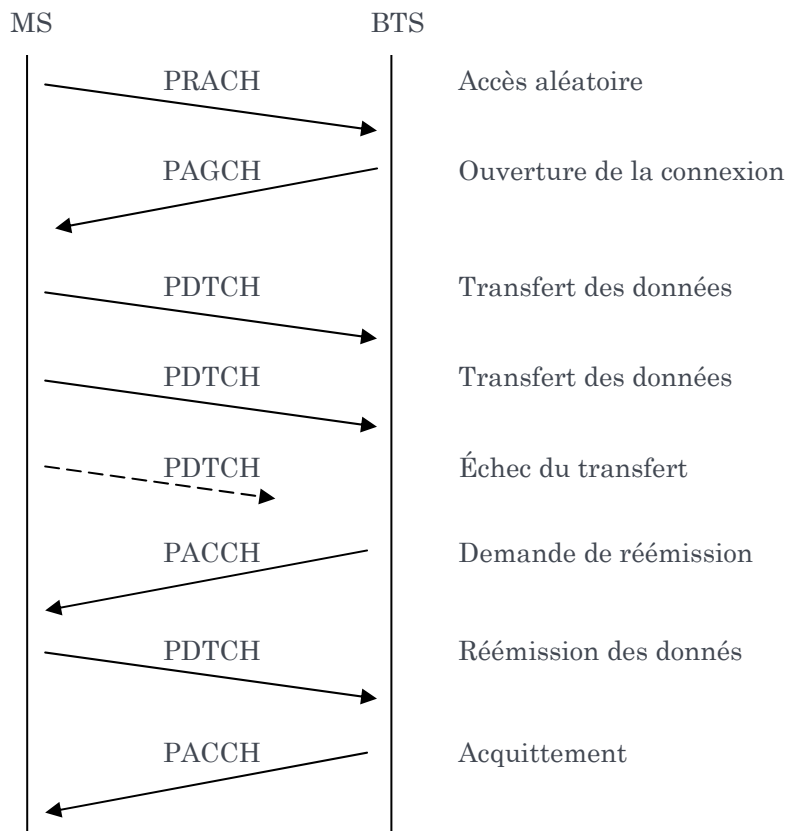 MS BTS
PRACH Accès aléatoire
PAGCH Ouverture de la connexion
PDTCH Transfert des données
PDTCH Transfert des données
PDTCH Échec du transfert
PACCH Demande de réémission
PDTCH Réémission des donnés
PACCH Acquittement